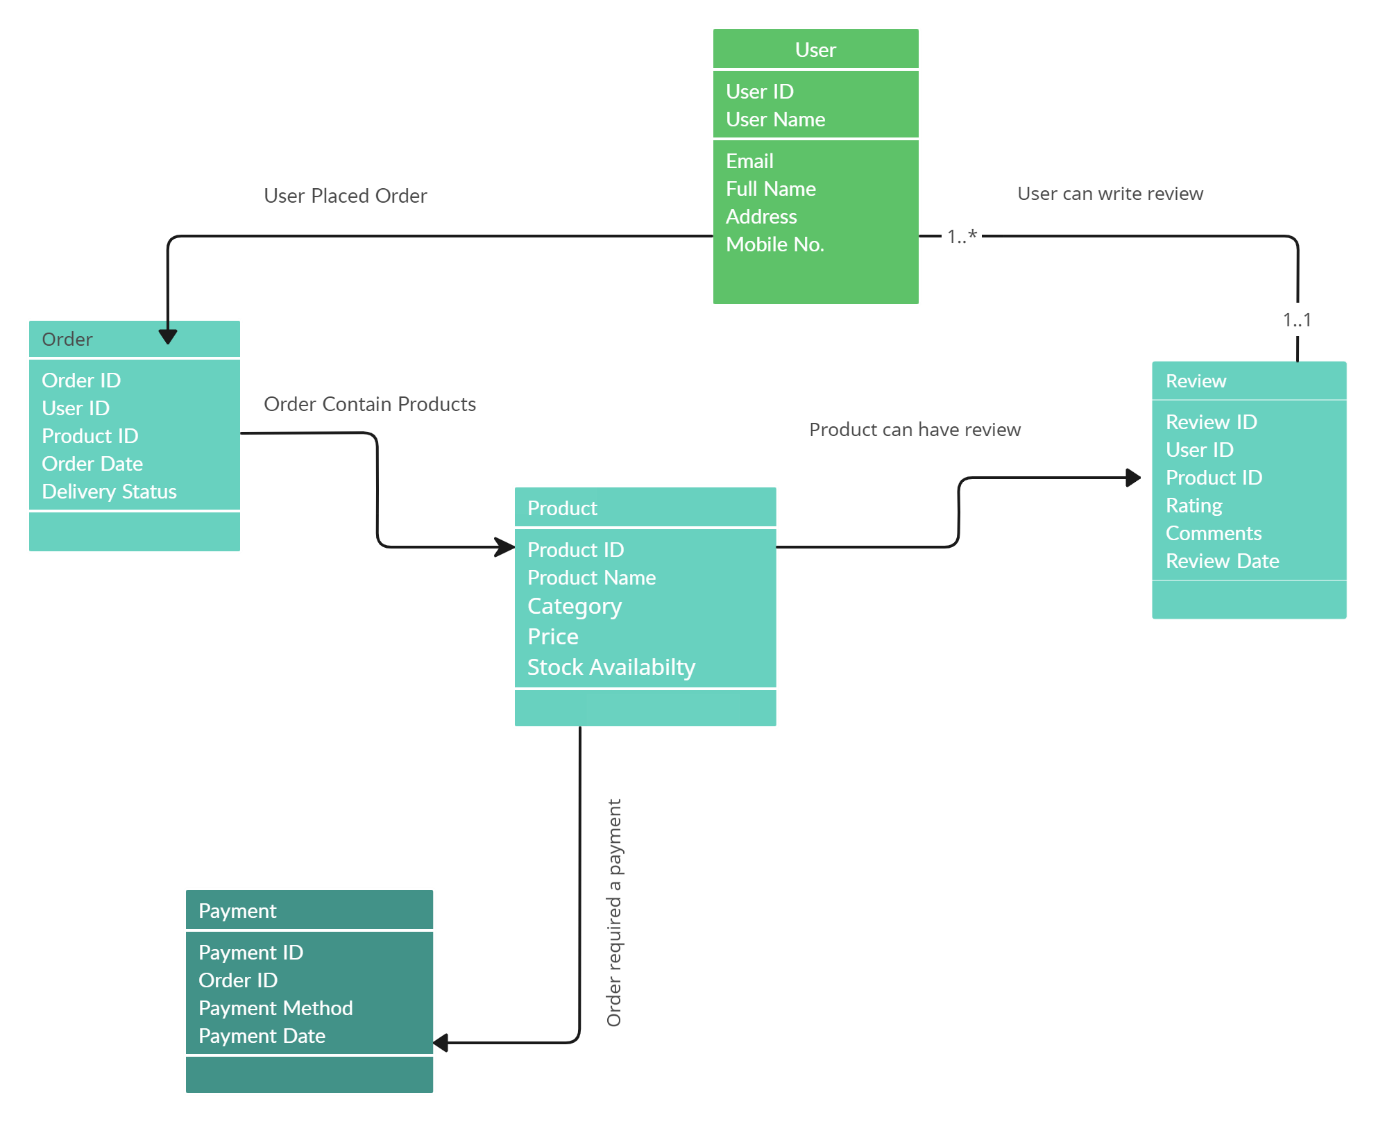 User
User ID
User Name
Email
Full Name
Address
Mobile No.
User Placed Order
User can write review
1..*
1..1
Order
Order ID
User ID
Product ID
Order Date
Delivery Status
Order Contain Products
Product can have review
Review
Review ID
User ID
Product ID
Rating
Comments
Review Date
Product
Product ID
Product Name
Category
Price
Stock Availabilty
Order required a payment
Payment
Payment ID
Order ID
Payment Method
Payment Date